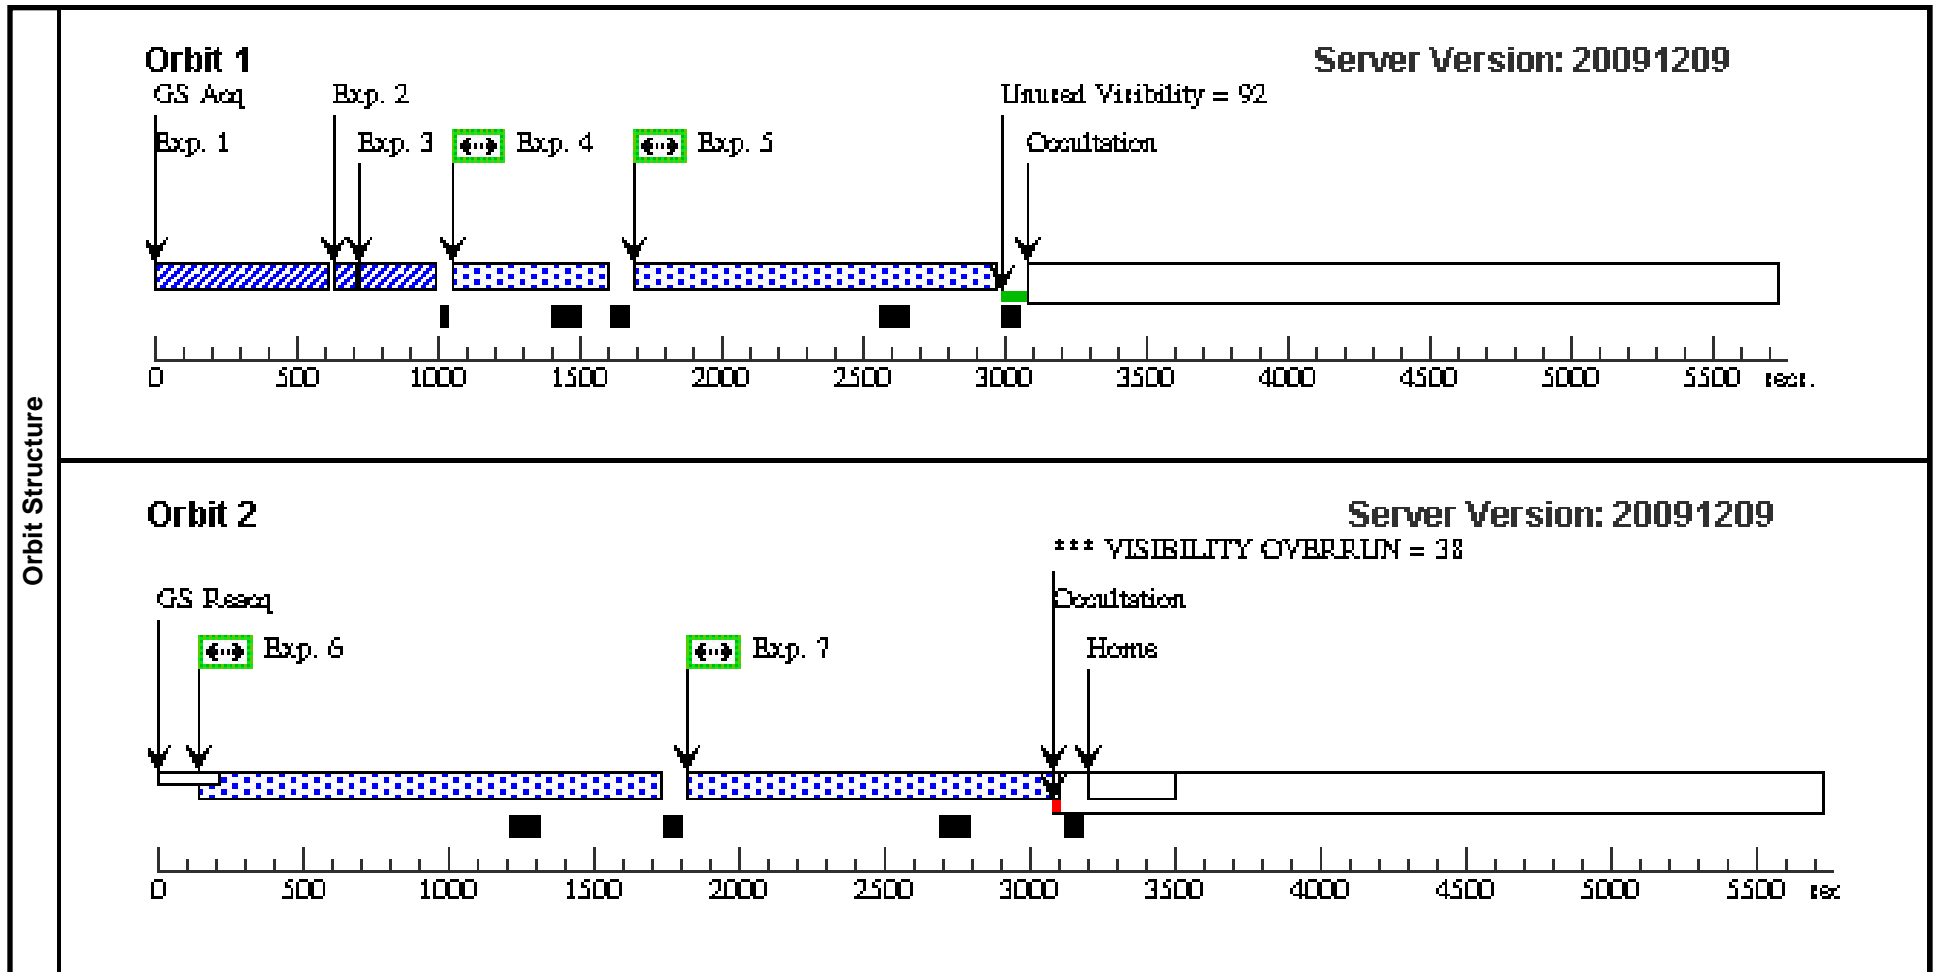 Orbit Structure
Orbit 1
Server Version: 20091209
GS Acq
Exp. 2
Unused Visibility = 92
Exp. 1
Exp. 3
Exp. 4
Exp. 5
Occultation
0 500 1000 1500 2000 2500 3000 3500 4000 4500 5000 5500 secs.
Orbit 2
Server Version: 20091209
*** VISIBILITY OVERRUN = 38
GS Reacq
Occultation
Exp. 6
Exp. 7
Home
0 500 1000 1500 2000 2500 3000 3500 4000 4500 5000 5500 sec